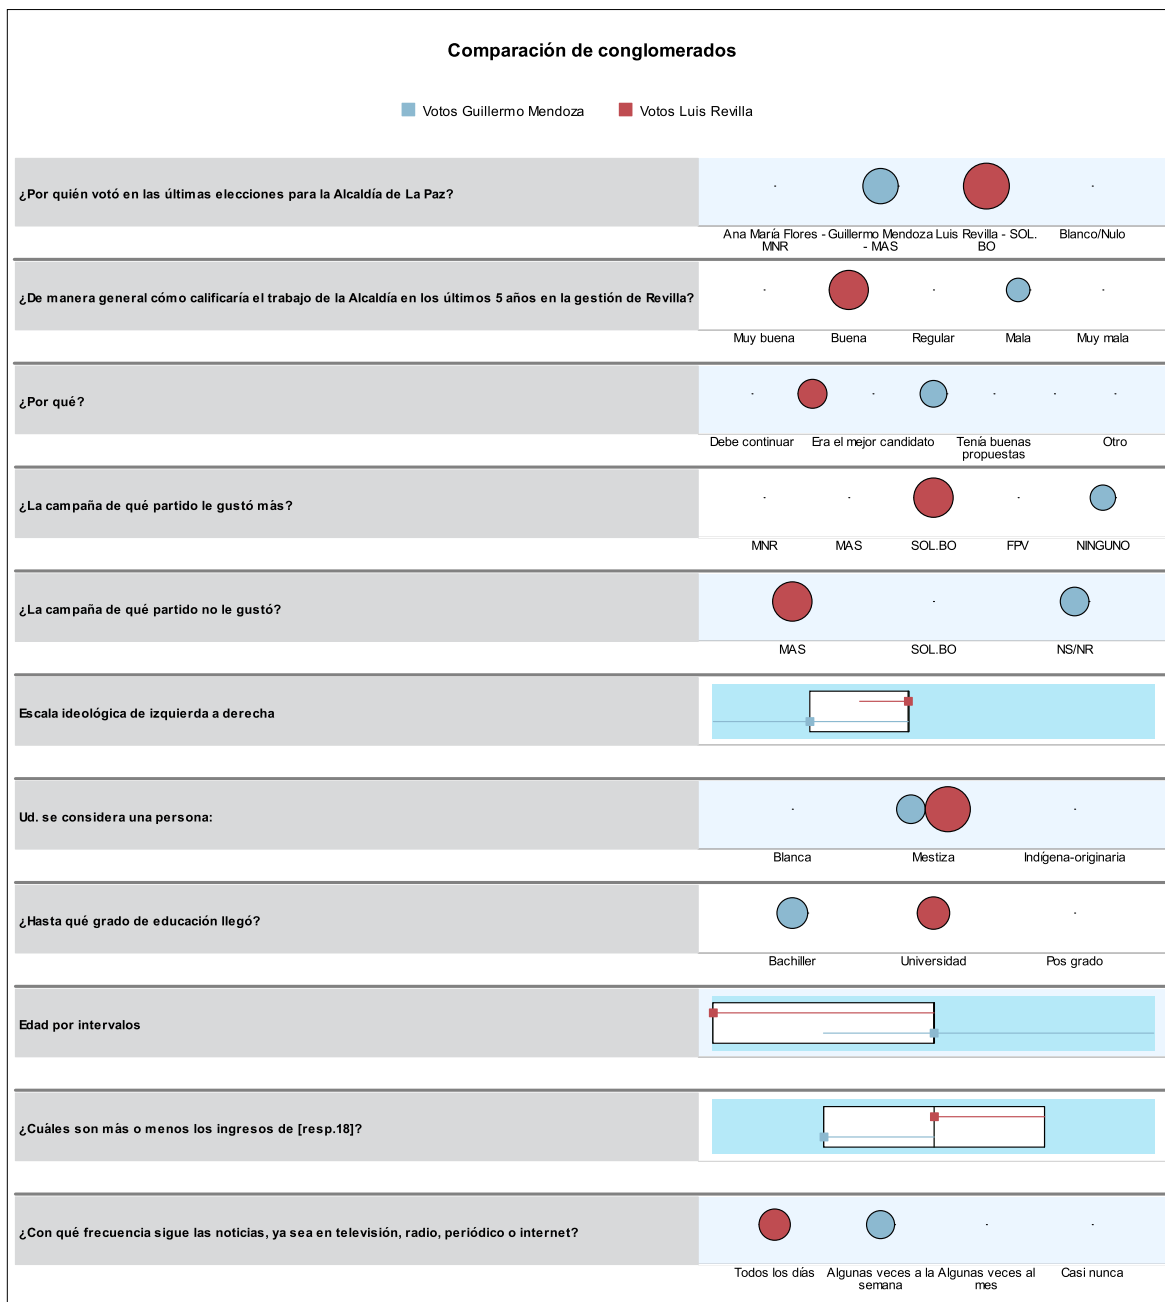 Comparación de conglomerados
Votos Guillermo Mendoza
Votos Luis Revilla
¿Por quién votó en las últimas elecciones para la Alcaldía de La Paz?
Ana María Flores - MNR
Guillermo Mendoza - MAS
Luis Revilla - SOL. BO
Blanco/Nulo
¿De manera general cómo calificaría el trabajo de la Alcaldía en los últimos 5 años en la gestión de Revilla?
Muy buena
Buena
Regular
Mala
Muy mala
¿Por qué?
Debe continuar
Era el mejor candidato
Tenía buenas propuestas
Otro
¿La campaña de qué partido le gustó más?
MNR
MAS
SOL.BO
FPV
NINGUNO
¿La campaña de qué partido no le gustó?
MAS
SOL.BO
NS/NR
Escala ideológica de izquierda a derecha
Ud. se considera una persona:
Blanca
Mestiza
Indígena-originaria
¿Hasta qué grado de educación llegó?
Bachiller
Universidad
Pos grado
Edad por intervalos
¿Cuáles son más o menos los ingresos de [resp.18]?
¿Con qué frecuencia sigue las noticias, ya sea en televisión, radio, periódico o internet?
Todos los días
Algunas veces a la semana
Algunas veces al mes
Casi nunca